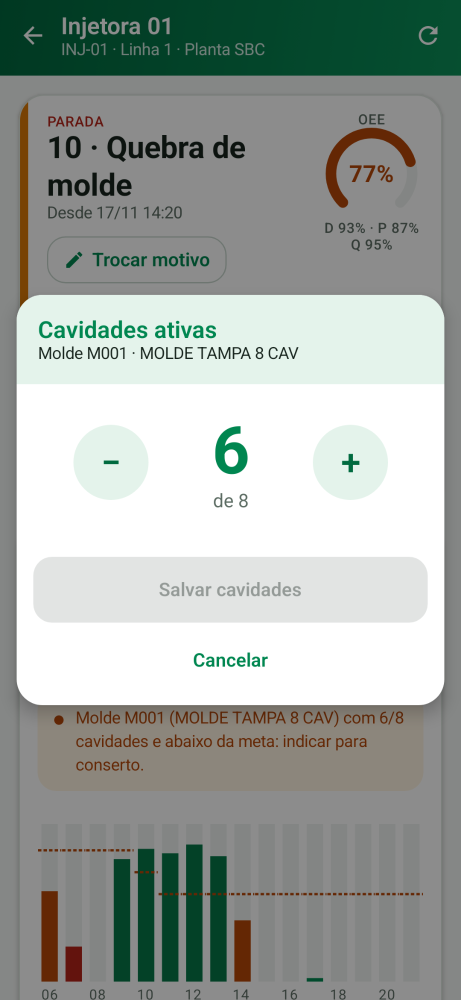 Injetora 01
INJ-01 · Linha 1 · Planta SBC
PARADA
10 · Quebra de
molde
Desde 17/11 14:20
Trocar motivo
OEE
77%
D 93% · P 87%
Q 95%
Cavidades ativas
Molde M001 · MOLDE TAMPA 8 CAV
−
6
+
de 8
Salvar cavidades
Cancelar
Molde M001 (MOLDE TAMPA 8 CAV) com 6/8
cavidades e abaixo da meta: indicar para
conserto.
06 08 10 12 14 16 18 20